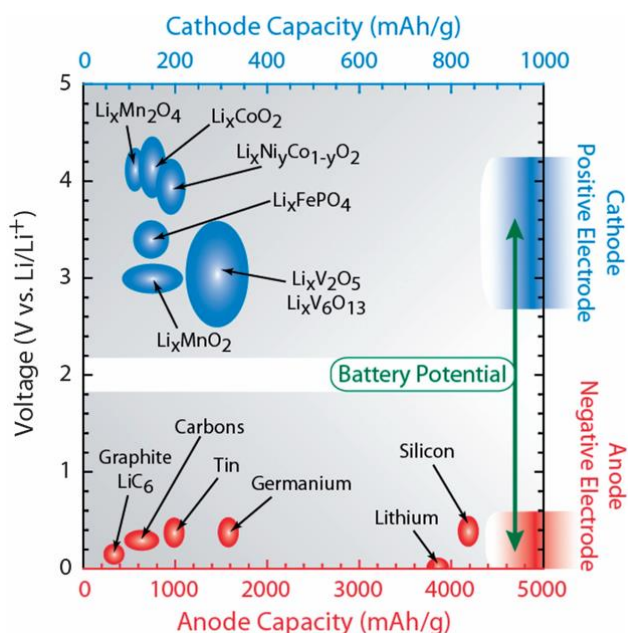 Cathode Capacity (mAh/g)
0 200 400 600 800 1000
5
4
3
2
1
0
Voltage (V vs. Li/Li⁺)
LiₓMn₂O₄
LiₓCoO₂
LiₓNiᵧCo₁₋ᵧO₂
LiₓFePO₄
LiₓV₂O₅
LiₓV₆O₁₃
LiₓMnO₂
Cathode
Positive Electrode
Battery Potential
Anode
Negative Electrode
Carbons
Graphite
LiC₆
Tin
Germanium
Silicon
Lithium
0 1000 2000 3000 4000 5000
Anode Capacity (mAh/g)